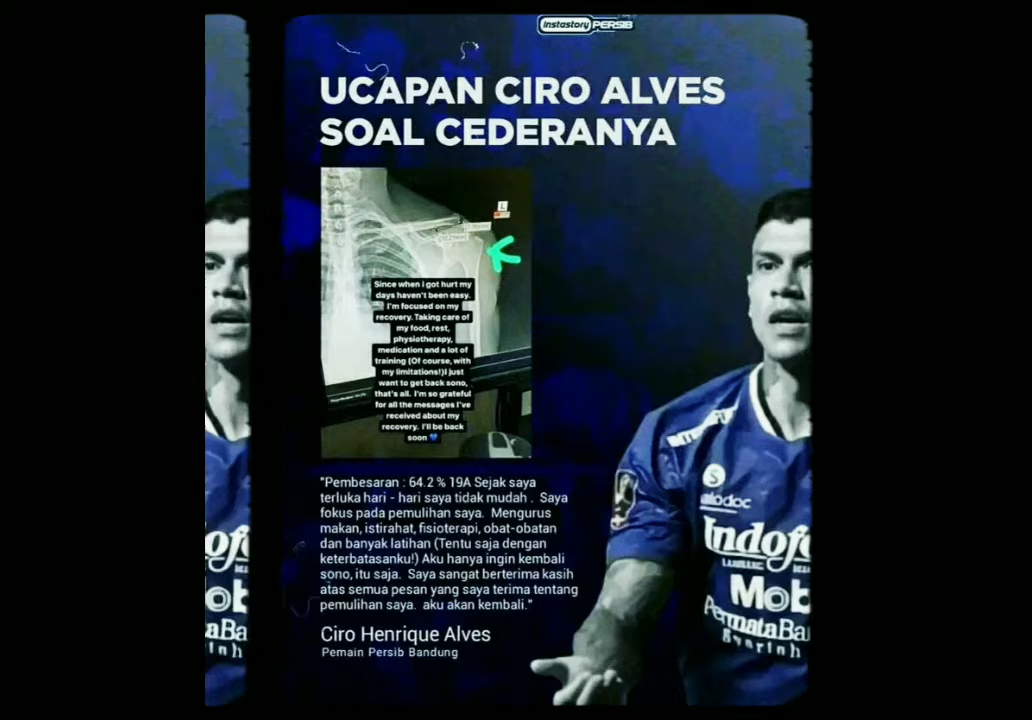 instastory PERSIB
UCAPAN CIRO ALVES
SOAL CEDERANYA
L
Since when i got hurt my
days haven't been easy.
I'm focused on my
recovery. Taking care of
my food, rest,
physiotherapy,
medication and a lot of
training (Of course, with
my limitations!)I just
want to get back sono,
that's all. I'm so grateful
for all the messages I've
received about my
recovery. I'll be back
soon 💙
"Pembesaran : 64.2 % 19A Sejak saya
terluka hari - hari saya tidak mudah . Saya
fokus pada pemulihan saya. Mengurus
makan, istirahat, fisioterapi, obat-obatan
dan banyak latihan (Tentu saja dengan
keterbatasanku!) Aku hanya ingin kembali
sono, itu saja. Saya sangat berterima kasih
atas semua pesan yang saya terima tentang
pemulihan saya. aku akan kembali."
Ciro Henrique Alves
Pemain Persib Bandung
Indofo
Mob
PermataBa
Syariah
ofo
Mob
aBa